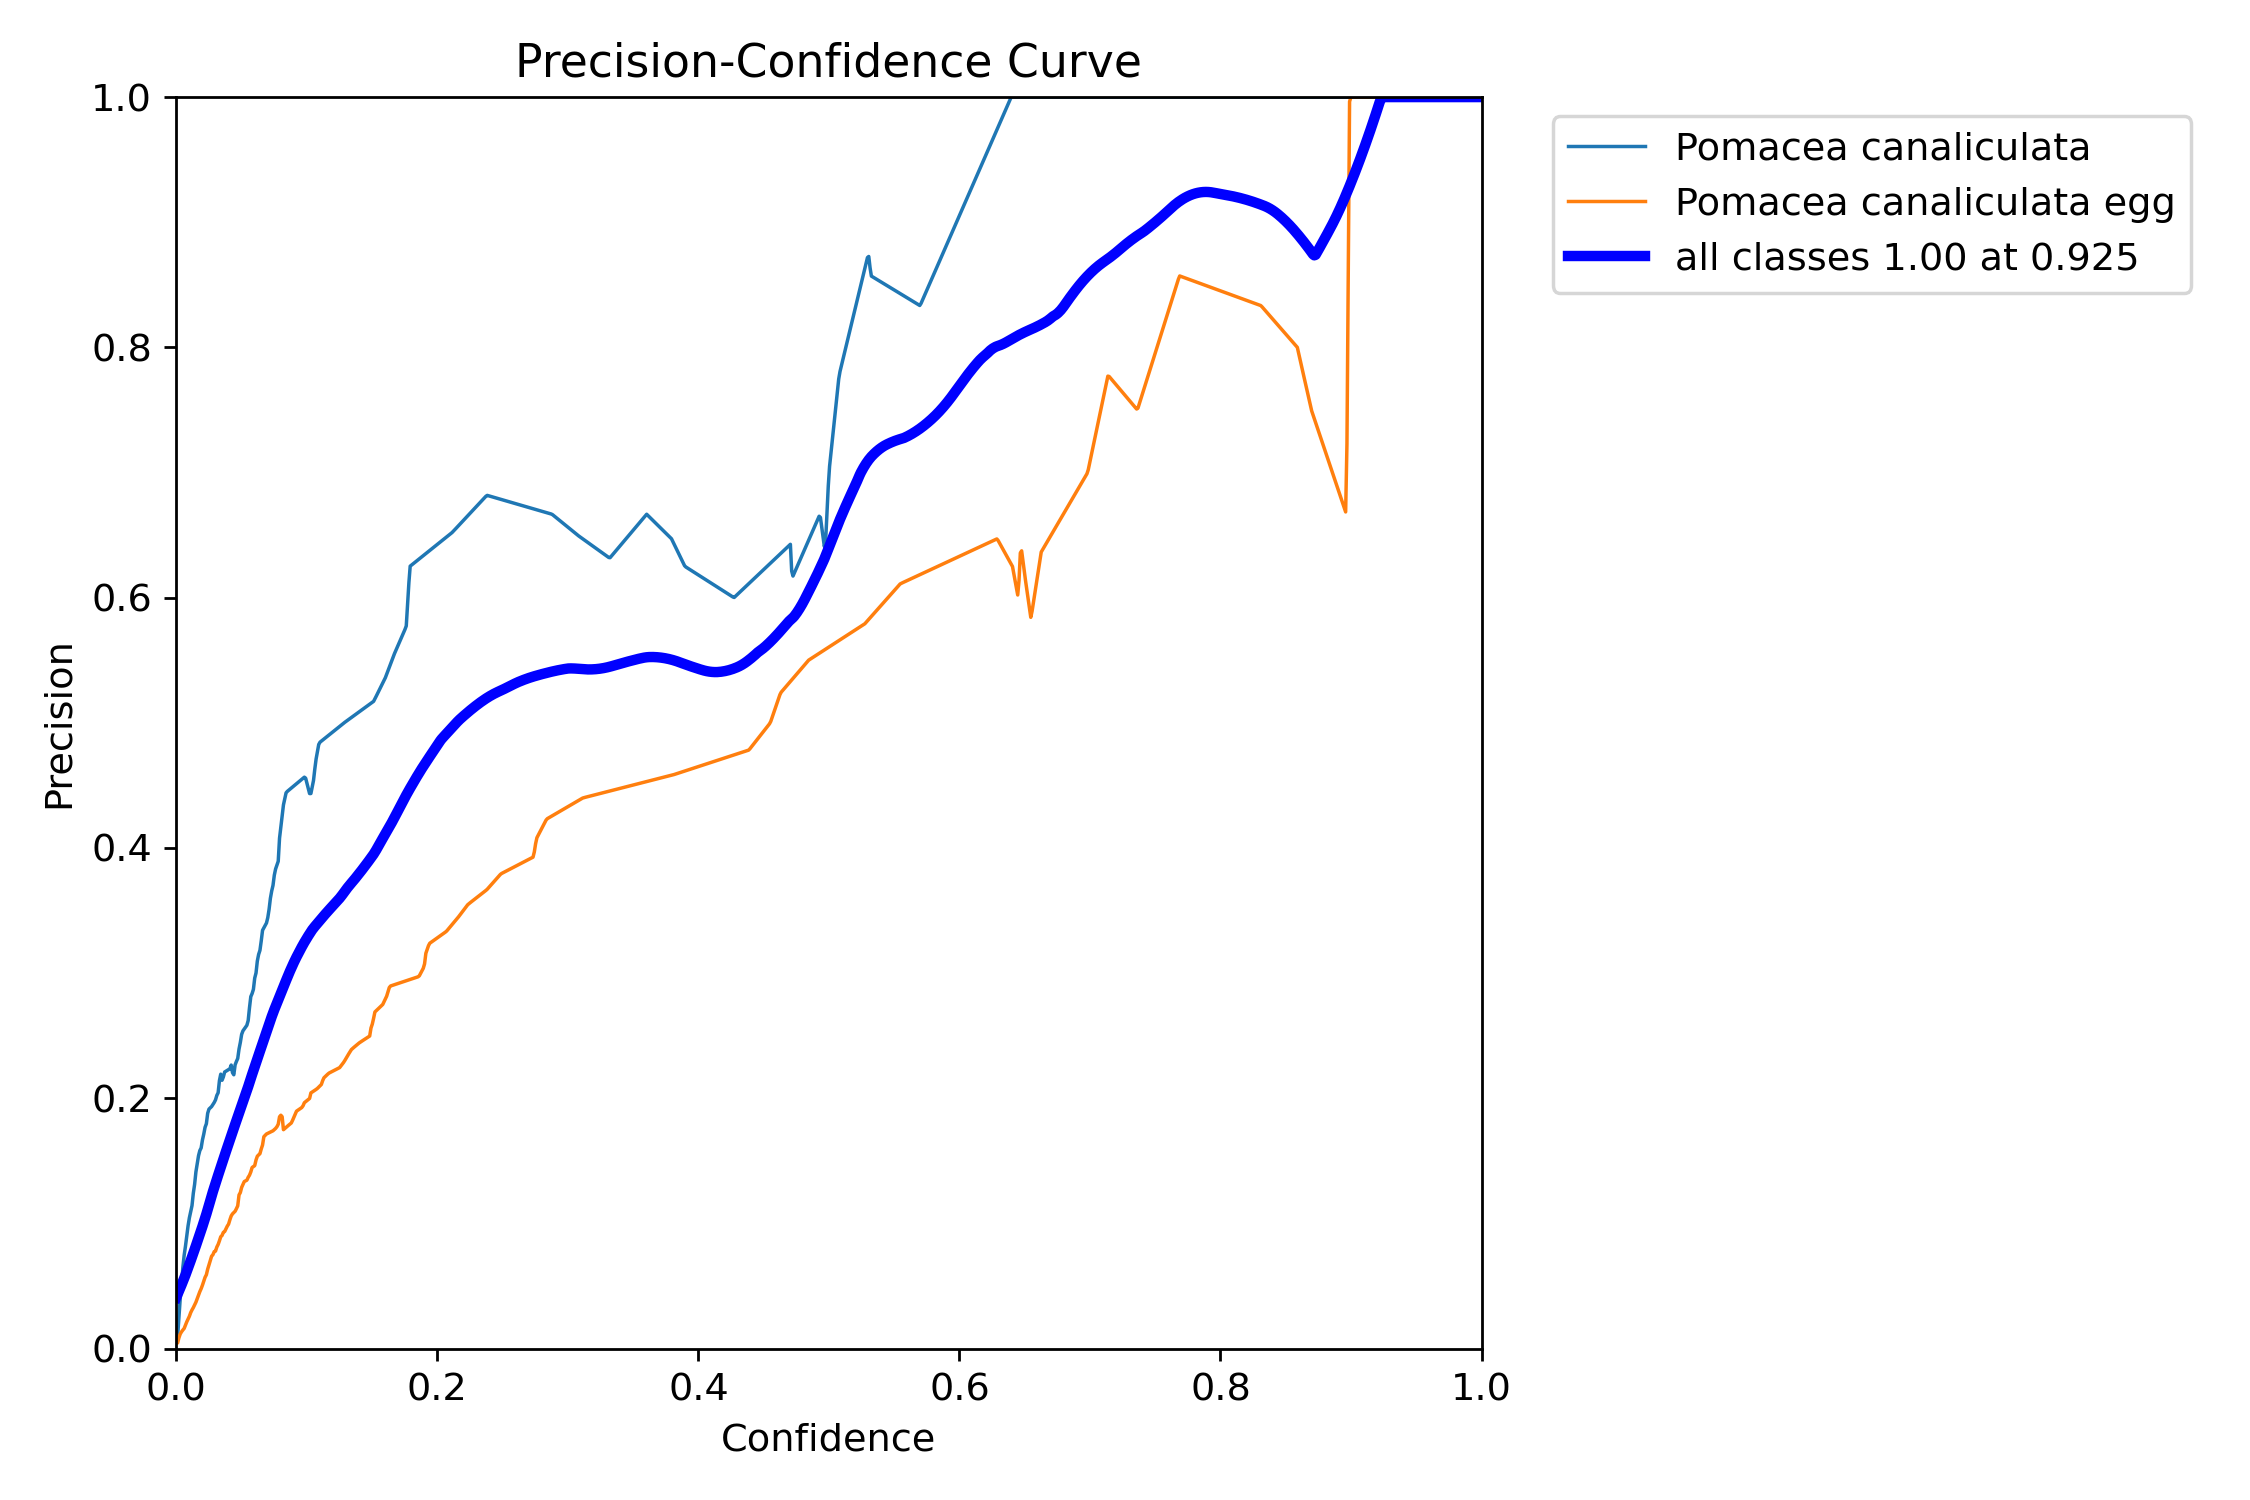 Precision-Confidence Curve
1.0
0.8
0.6
0.4
0.2
0.0
Precision
0.0 0.2 0.4 0.6 0.8 1.0
Confidence
Pomacea canaliculata
Pomacea canaliculata egg
all classes 1.00 at 0.925